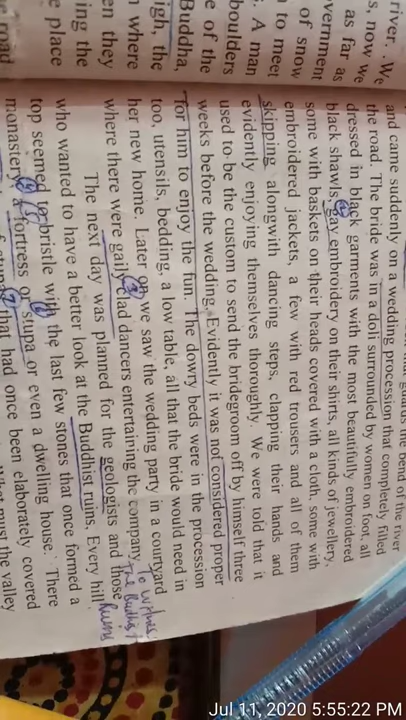 river. We
now we
as far as
of snow
to meet
A man
boulders
of the
Buddha,
the
where
they
the
place
road
guards the bend of the river
and came suddenly on a wedding procession that completely filled
the road. The bride was in a doli surrounded by women on foot, all
dressed in black garments with the most beautifully embroidered
black shawls, gay embroidery on their shirts, all kinds of jewellery,
some with baskets on their heads covered with a cloth, some with
embroidered jackets, a few with red trousers and all of them
skipping alongwith dancing steps, clapping their hands and
evidently enjoying themselves thoroughly. We were told that it
used to be the custom to send the bridegroom off by himself three
weeks before the wedding. Evidently it was not considered proper
for him to enjoy the fun. The dowry beds were in the procession
too, utensils, bedding, a low table, all that the bride would need in
her new home. Later on we saw the wedding party in a courtyard
where there were gaily clad dancers entertaining the company.
The next day was planned for the geologists and those
who wanted to have a better look at the Buddhist ruins. Every hill
top seemed to bristle with the last few stones that once formed a
monastery, a fortress or stupa or even a dwelling house. There
that had once been elaborately covered
must the valley
Jul 11, 2020 5:55:22 PM